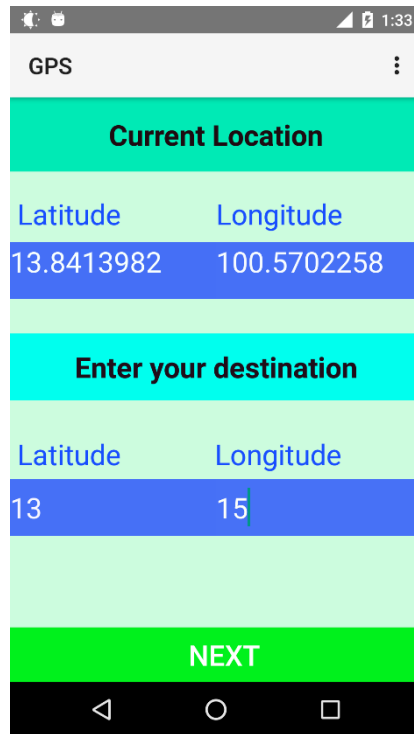 1:33
GPS
Current Location
Latitude Longitude
13.8413982 100.5702258
Enter your destination
Latitude Longitude
13 15
NEXT